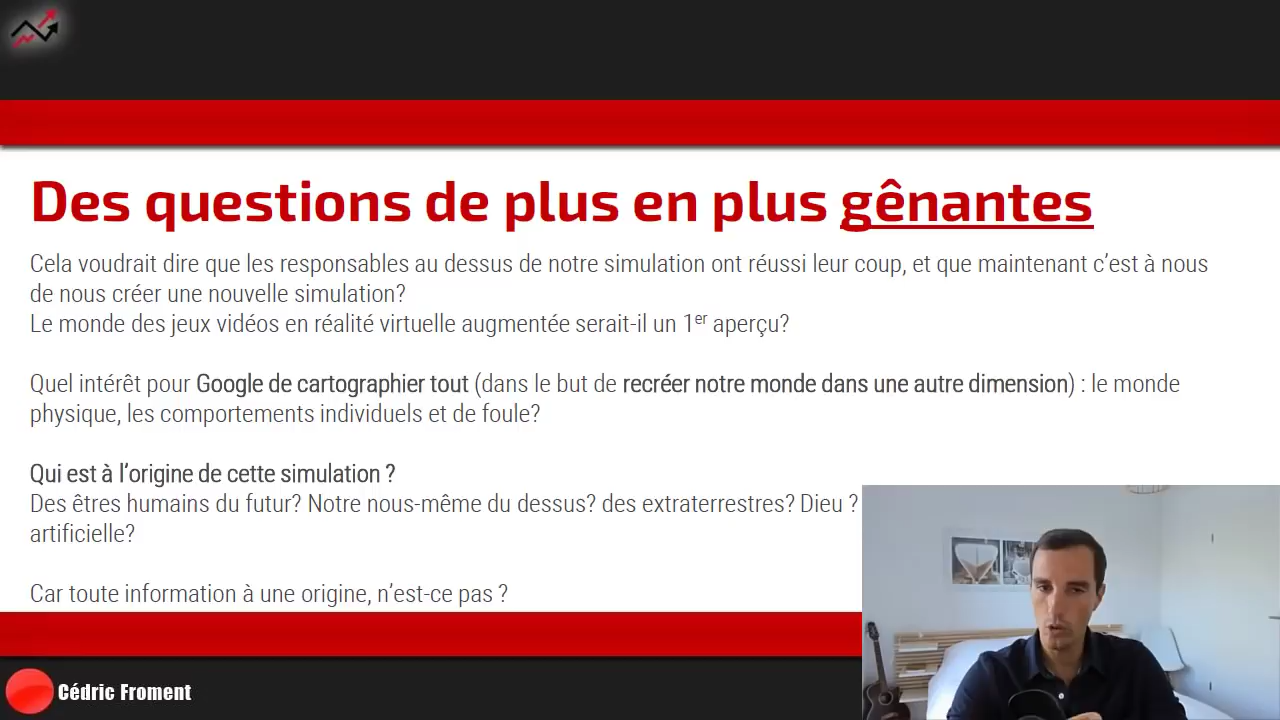 Des questions de plus en plus gênantes
Cela voudrait dire que les responsables au dessus de notre simulation ont réussi leur coup, et que maintenant c’est à nous
de nous créer une nouvelle simulation?
Le monde des jeux vidéos en réalité virtuelle augmentée serait-il un 1er aperçu?
Quel intérêt pour Google de cartographier tout (dans le but de recréer notre monde dans une autre dimension) : le monde
physique, les comportements individuels et de foule?
Qui est à l’origine de cette simulation ?
Des êtres humains du futur? Notre nous-même du dessus? des extraterrestres? Dieu ?
artificielle?
Car toute information à une origine, n’est-ce pas ?
Cédric Froment